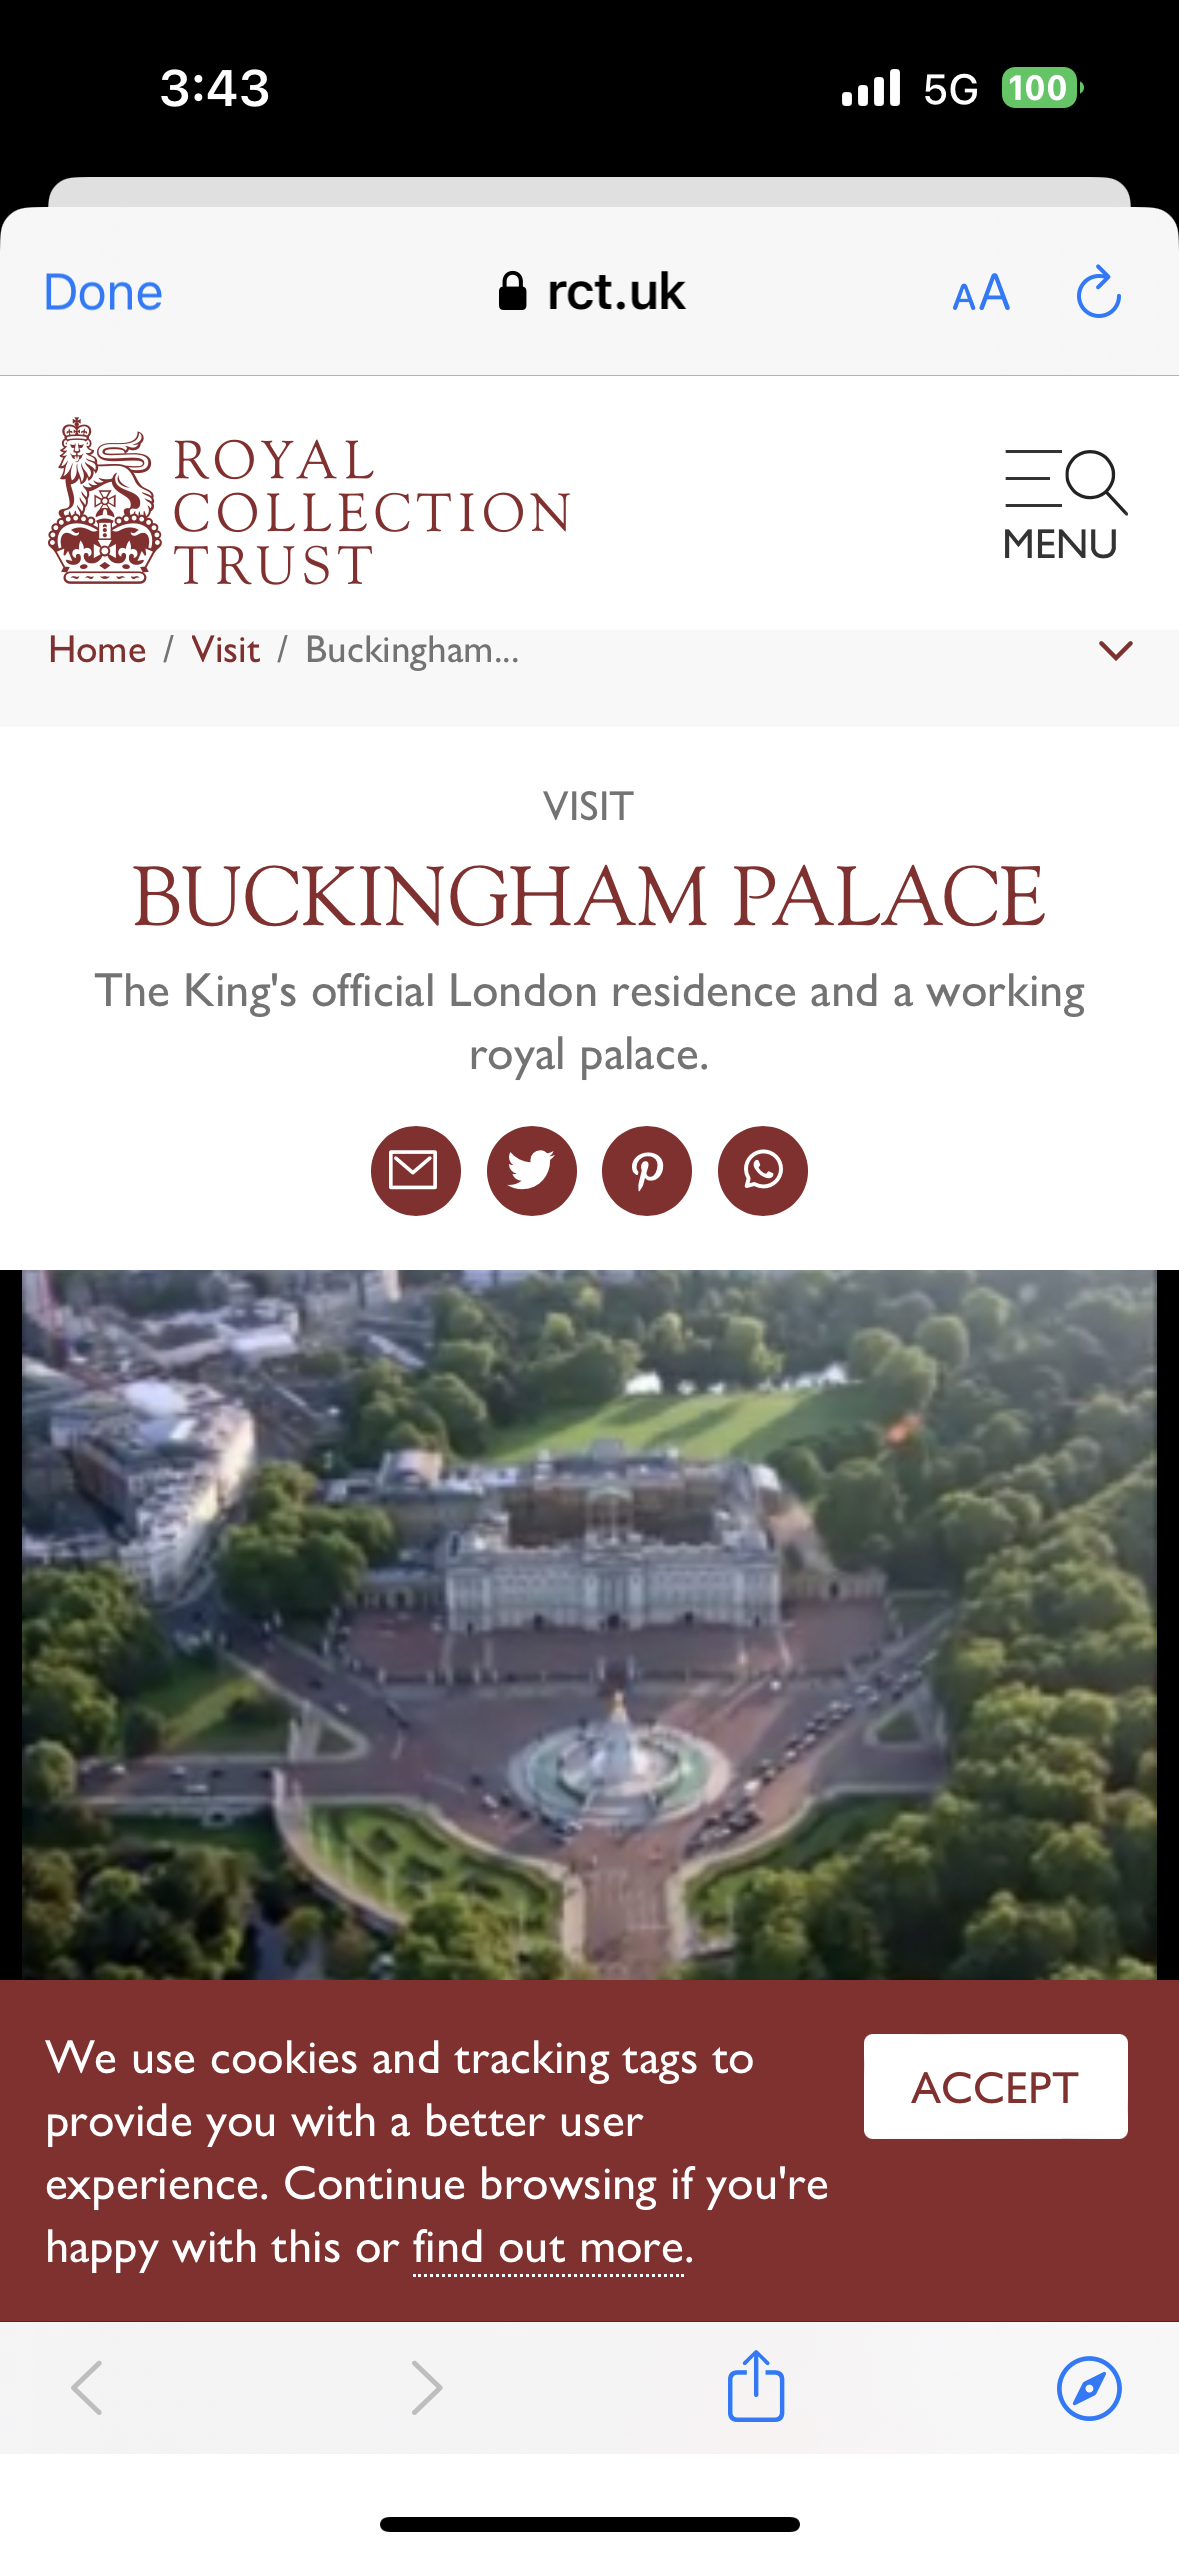 3:43
5G
100
Done
rct.uk
AA
ROYAL
COLLECTION
TRUST
MENU
Home / Visit / Buckingham...
VISIT
BUCKINGHAM PALACE
The King's official London residence and a working
royal palace.
We use cookies and tracking tags to
provide you with a better user
experience. Continue browsing if you're
happy with this or find out more.
ACCEPT